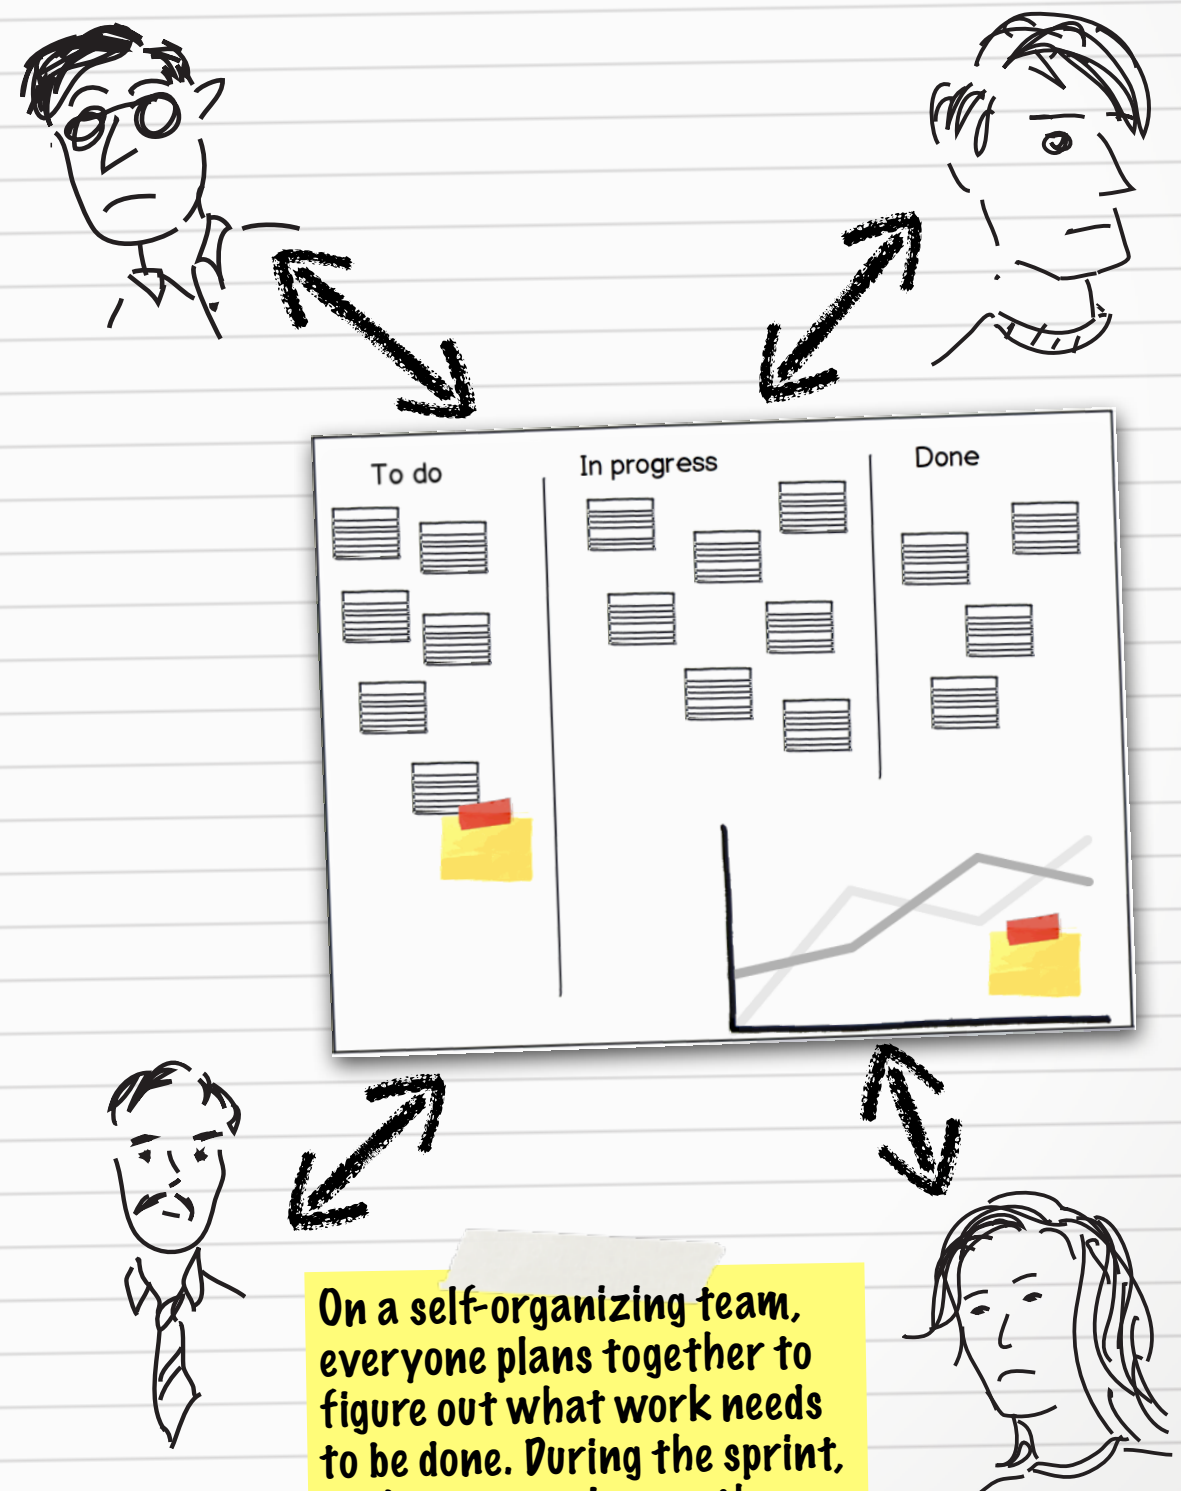 To do
In progress
Done
On a self-organizing team,
everyone plans together to
figure out what work needs
to be done. During the sprint,